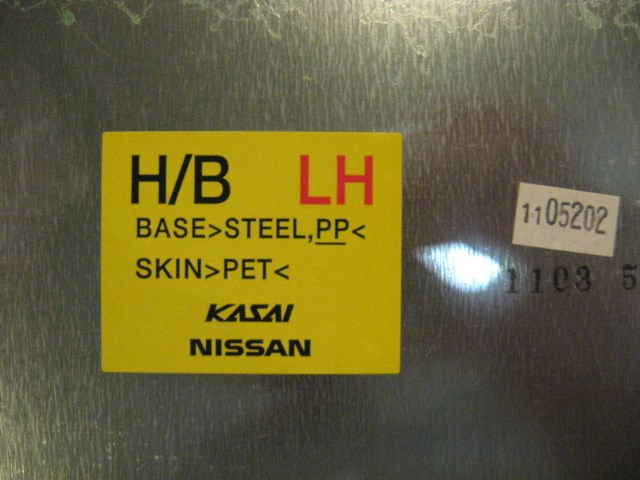 H/B LH
BASE>STEEL,PP<
SKIN>PET<
KASAI
NISSAN
1105202
1103 5